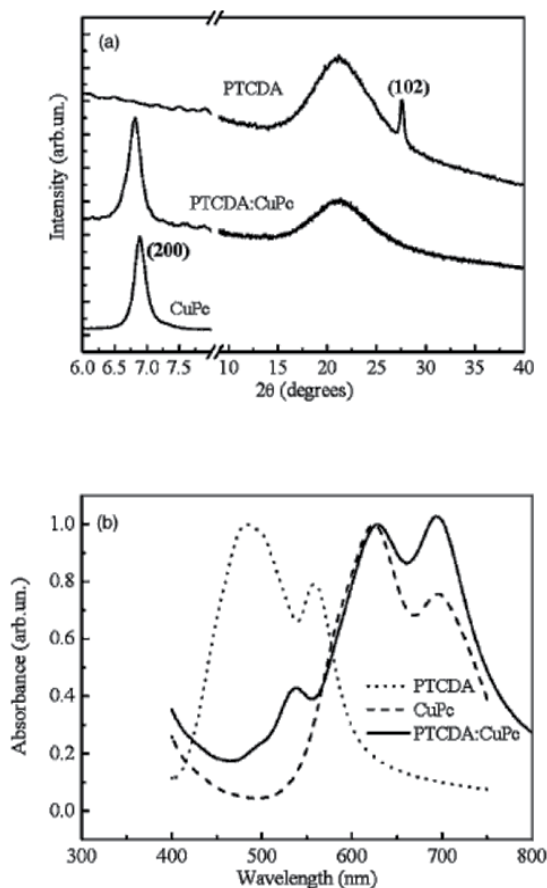 (a)
PTCDA
(102)
Intensity (arb.un.)
PTCDA:CuPc
(200)
CuPc
6.0 6.5 7.0 7.5 10 15 20 25 30 35 40
2θ (degrees)
(b)
1.0
0.8
0.6
0.4
0.2
0.0
Absorbance (arb.un.)
PTCDA
CuPc
PTCDA:CuPc
300 400 500 600 700 800
Wavelength (nm)